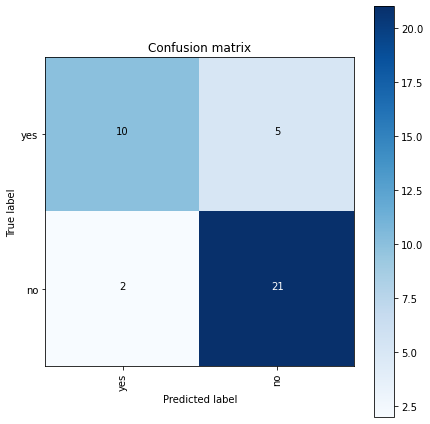 Confusion matrix
20.0
17.5
15.0
12.5
10.0
7.5
5.0
2.5
True label
yes
10
5
no
2
21
yes
no
Predicted label